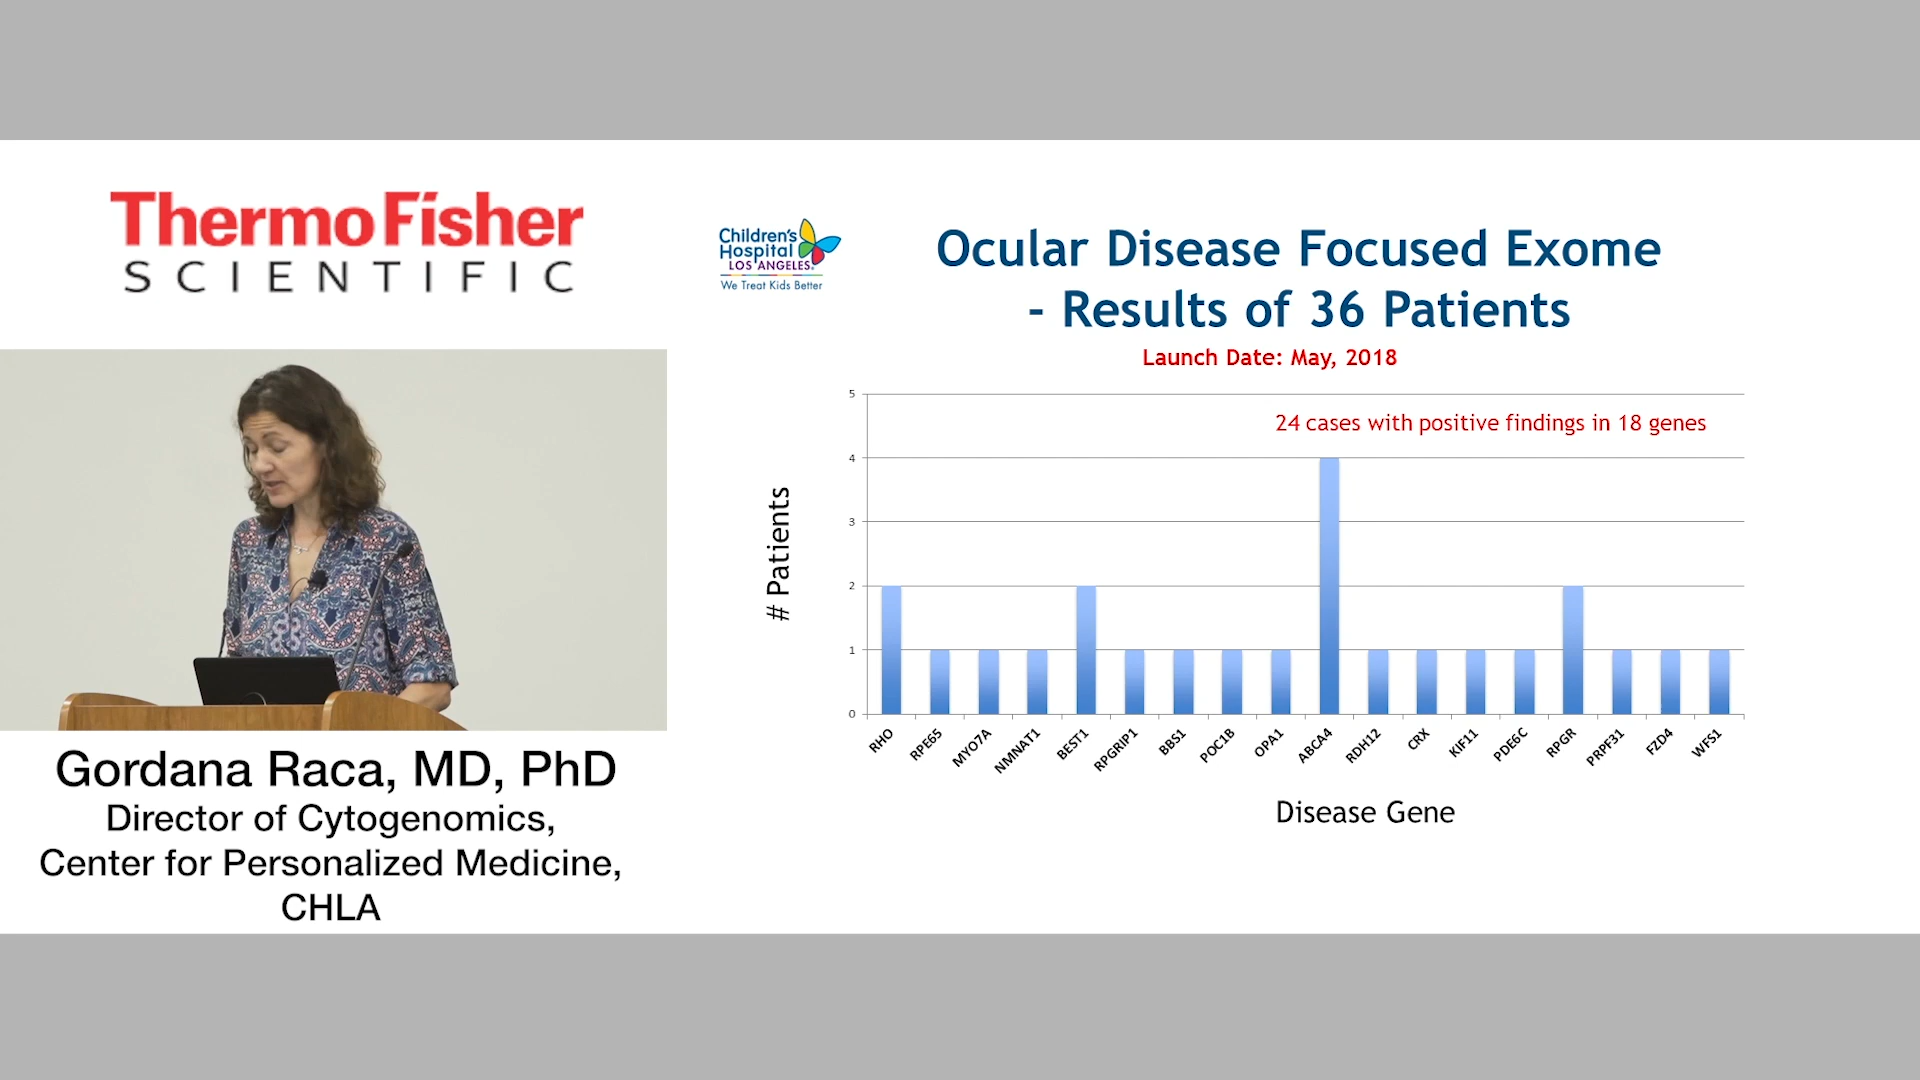 ThermoFisher
SCIENTIFIC
Gordana Raca, MD, PhD
Director of Cytogenomics,
Center for Personalized Medicine,
CHLA
Children's
Hospital
LOS ANGELES
We Treat Kids Better
Ocular Disease Focused Exome
- Results of 36 Patients
Launch Date: May, 2018
24 cases with positive findings in 18 genes
# Patients
5
4
3
2
1
0
RHO
RPE65
MYO7A
NMNAT1
BEST1
RPGRIP1
BBS1
POC1B
OPA1
ABCA4
RDH12
CRX
KIF11
PDE6C
RPGR
PRPF31
FZD4
WFS1
Disease Gene